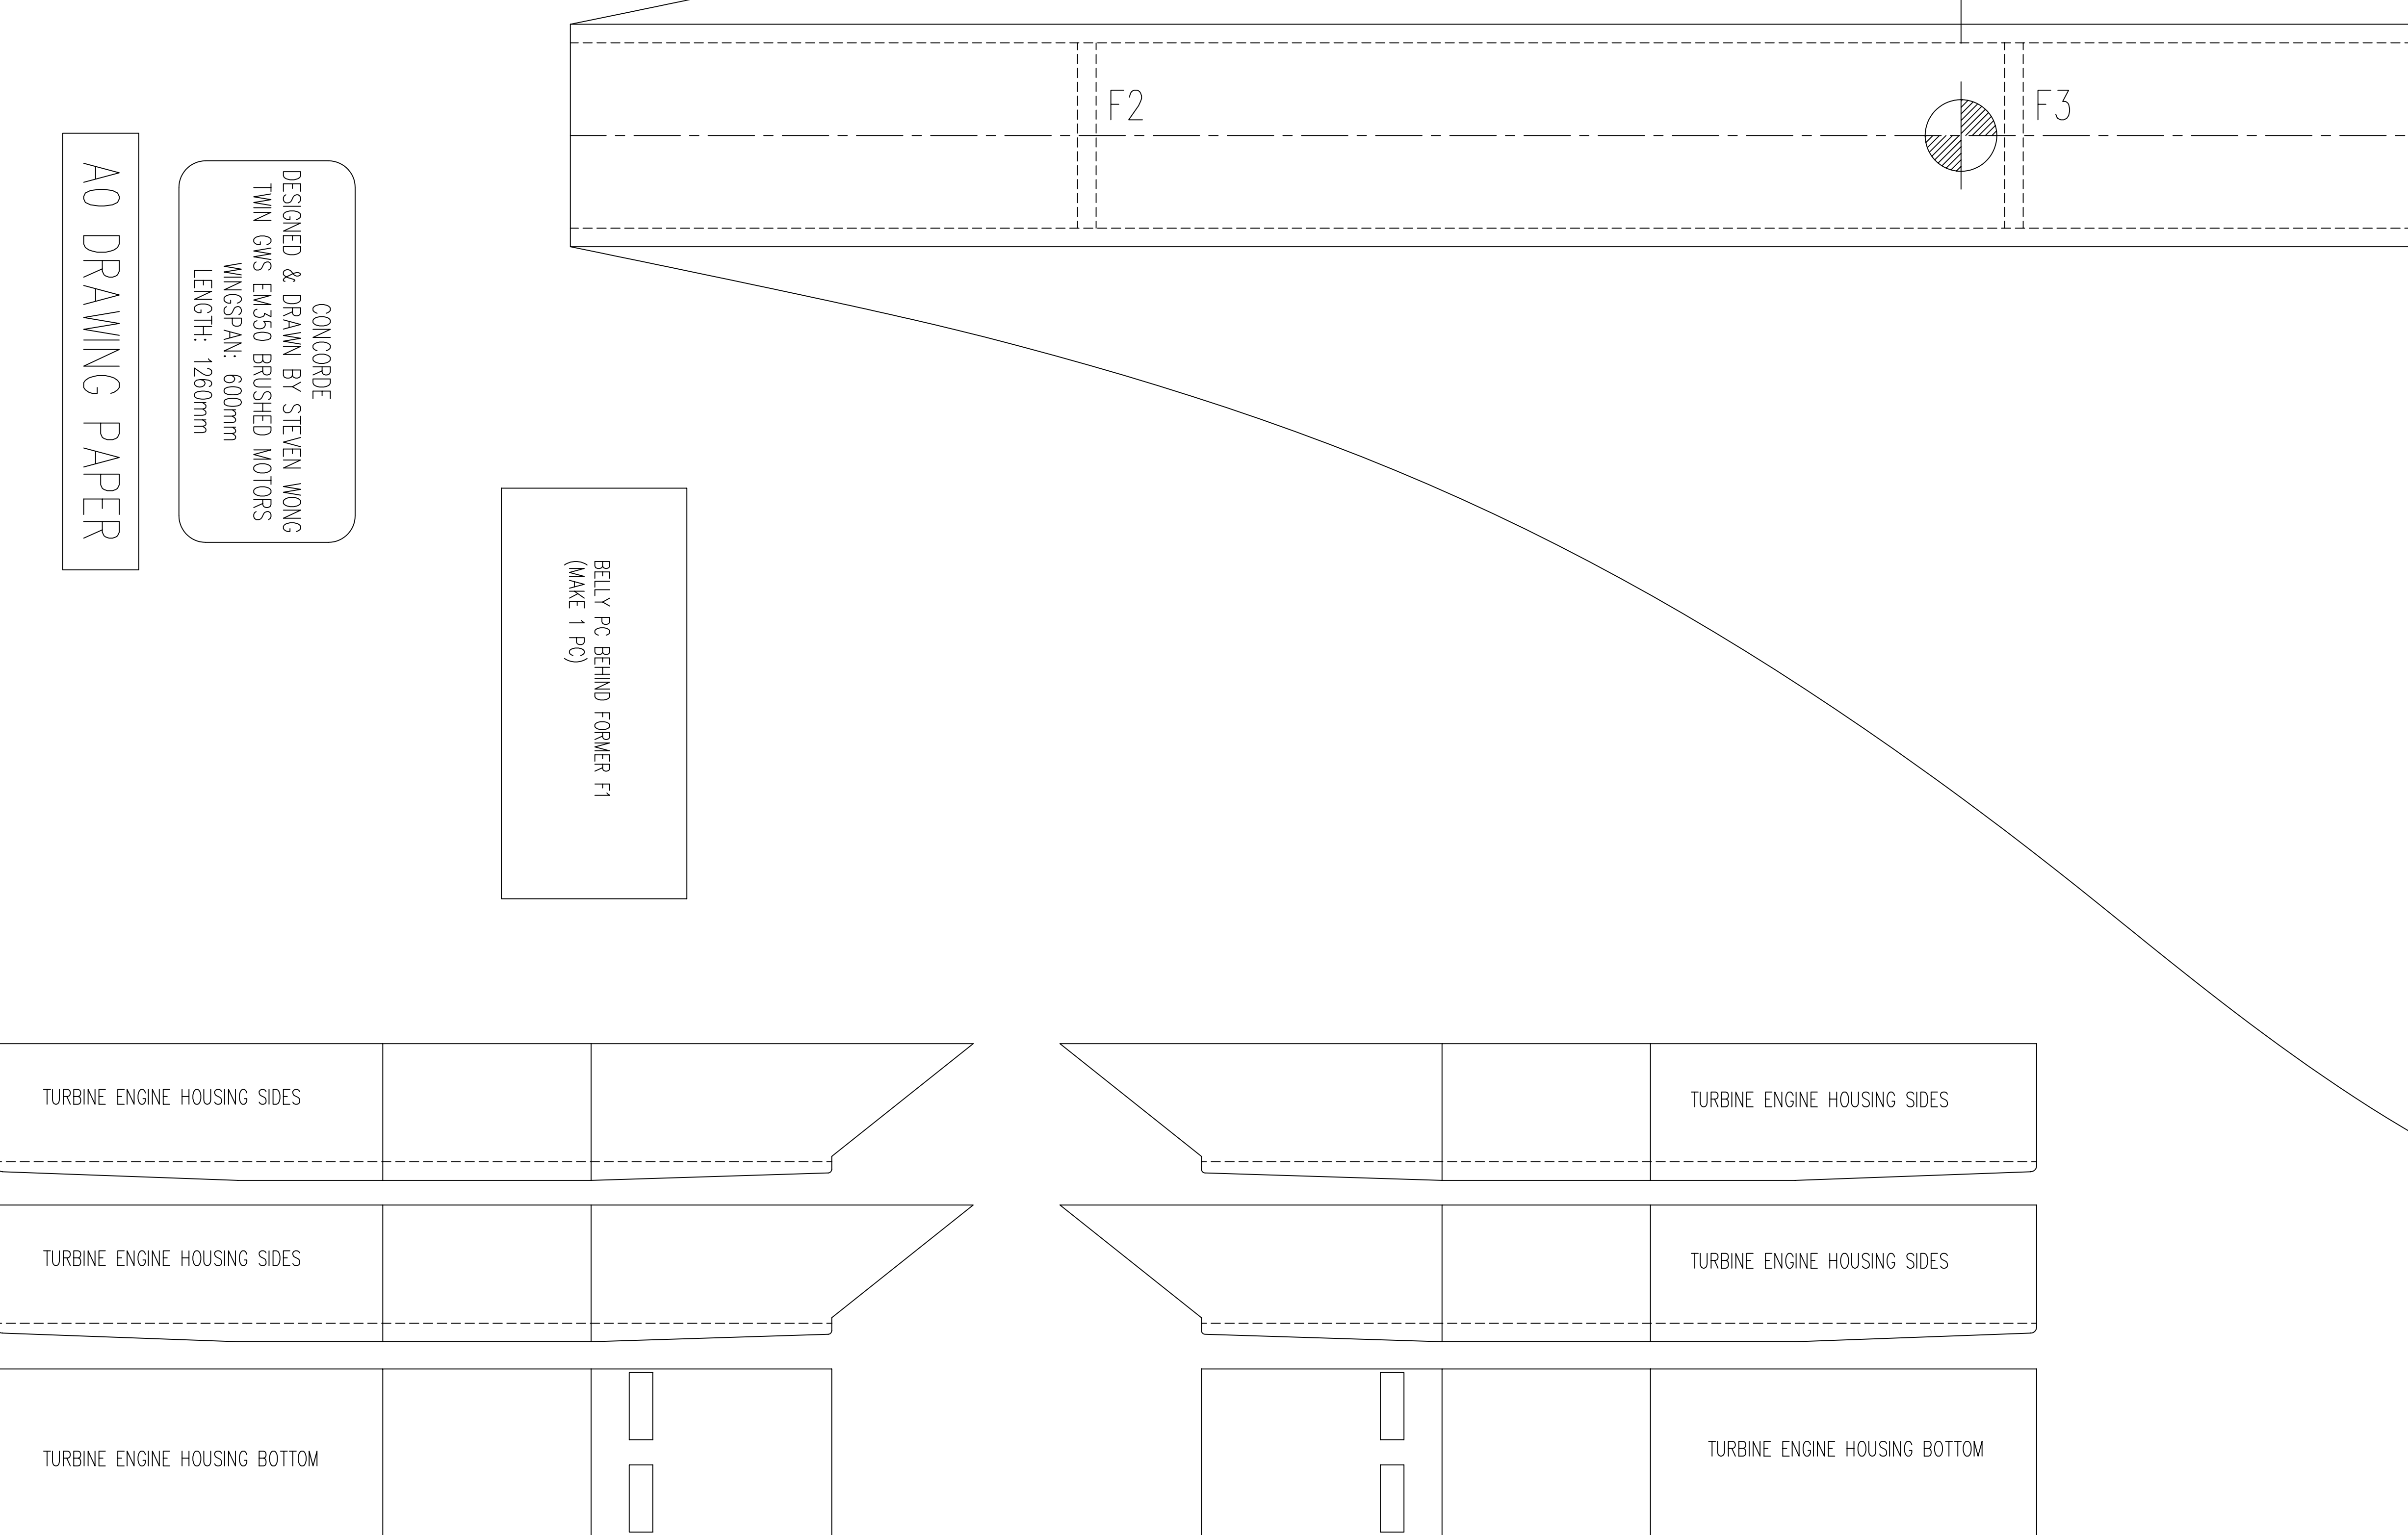 F2
F3
A0 DRAWING PAPER
CONCORDE
DESIGNED & DRAWN BY STEVEN WONG
TWIN GWS EM350 BRUSHED MOTORS
WINGSPAN: 600mm
LENGTH: 1260mm
BELLY PC BEHIND FORMER F1
(MAKE 1 PC)
TURBINE ENGINE HOUSING SIDES
TURBINE ENGINE HOUSING SIDES
TURBINE ENGINE HOUSING SIDES
TURBINE ENGINE HOUSING SIDES
TURBINE ENGINE HOUSING BOTTOM
TURBINE ENGINE HOUSING BOTTOM